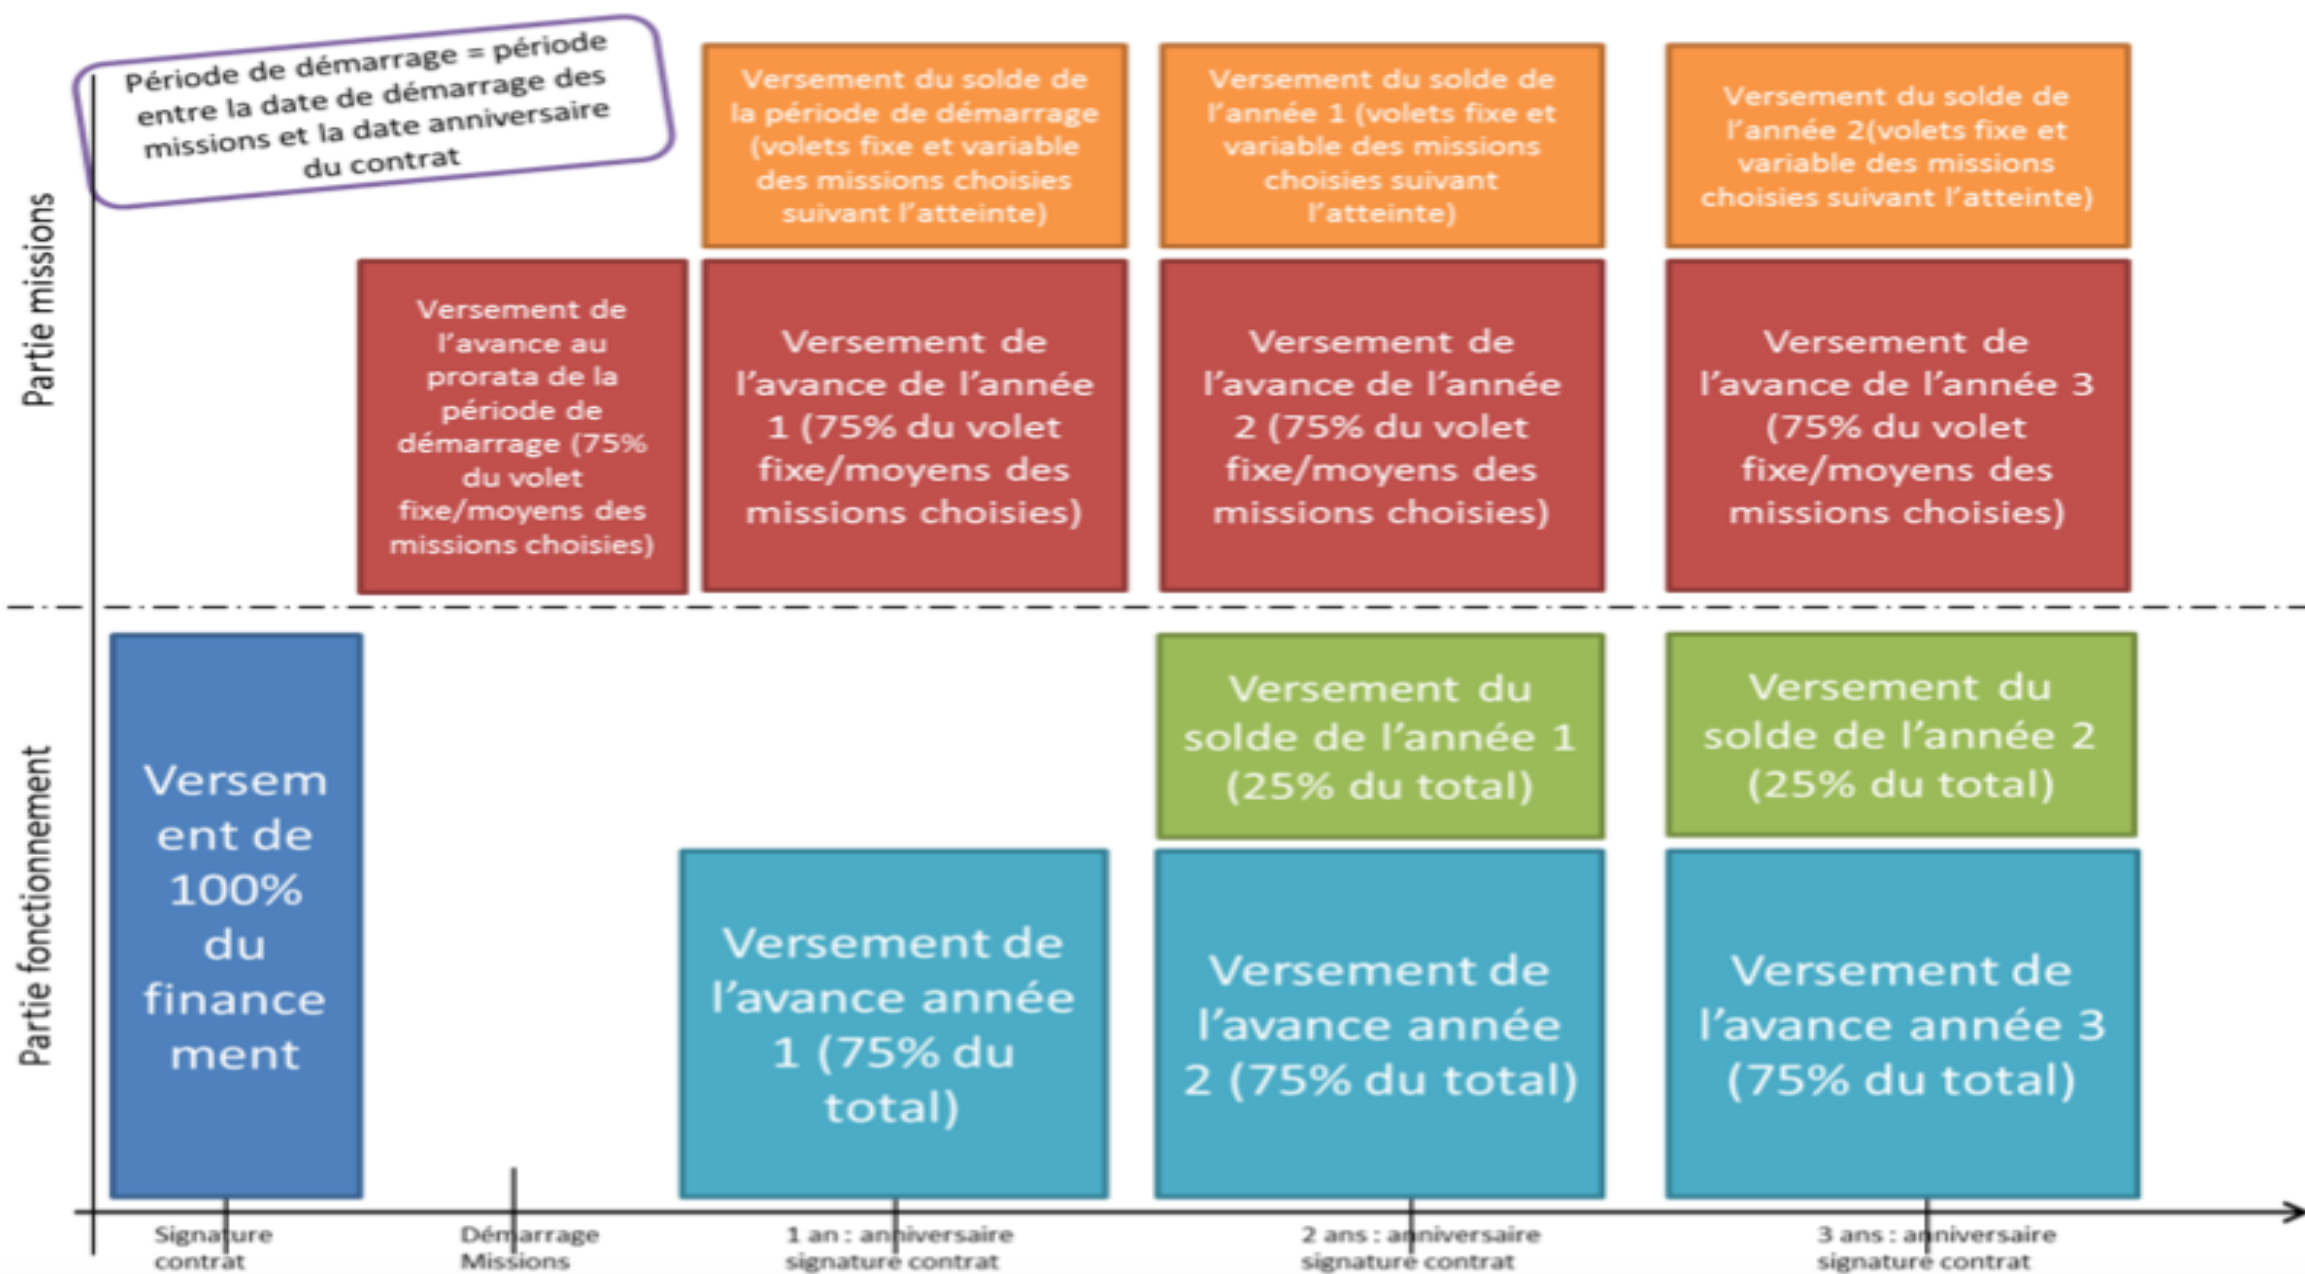 Période de démarrage = période
entre la date de démarrage des
missions et la date anniversaire
du contrat
Versement du solde de
la période de démarrage
(volets fixe et variable
des missions choisies
suivant l'atteinte)
Versement du solde de
l'année 1 (volets fixe et
variable des missions
choisies suivant
l'atteinte)
Versement du solde de
l'année 2(volets fixe et
variable des missions
choisies suivant l'atteinte)
Partie missions
Versement de
l'avance au
prorata de la
période de
démarrage (75%
du volet
fixe/moyens des
missions choisies)
Versement de
l'avance de l'année
1 (75% du volet
fixe/moyens des
missions choisies)
Versement de
l'avance de l'année
2 (75% du volet
fixe/moyens des
missions choisies)
Versement de
l'avance de l'année 3
(75% du volet
fixe/moyens des
missions choisies)
Partie fonctionnement
Versem
ent de
100%
du
finance
ment
Versement du
solde de l'année 1
(25% du total)
Versement du
solde de l'année 2
(25% du total)
Versement de
l'avance année
1 (75% du
total)
Versement de
l'avance année
2 (75% du total)
Versement de
l'avance année 3
(75% du total)
Signature
contrat
Démarrage
Missions
1 an : anniversaire
signature contrat
2 ans : anniversaire
signature contrat
3 ans : anniversaire
signature contrat